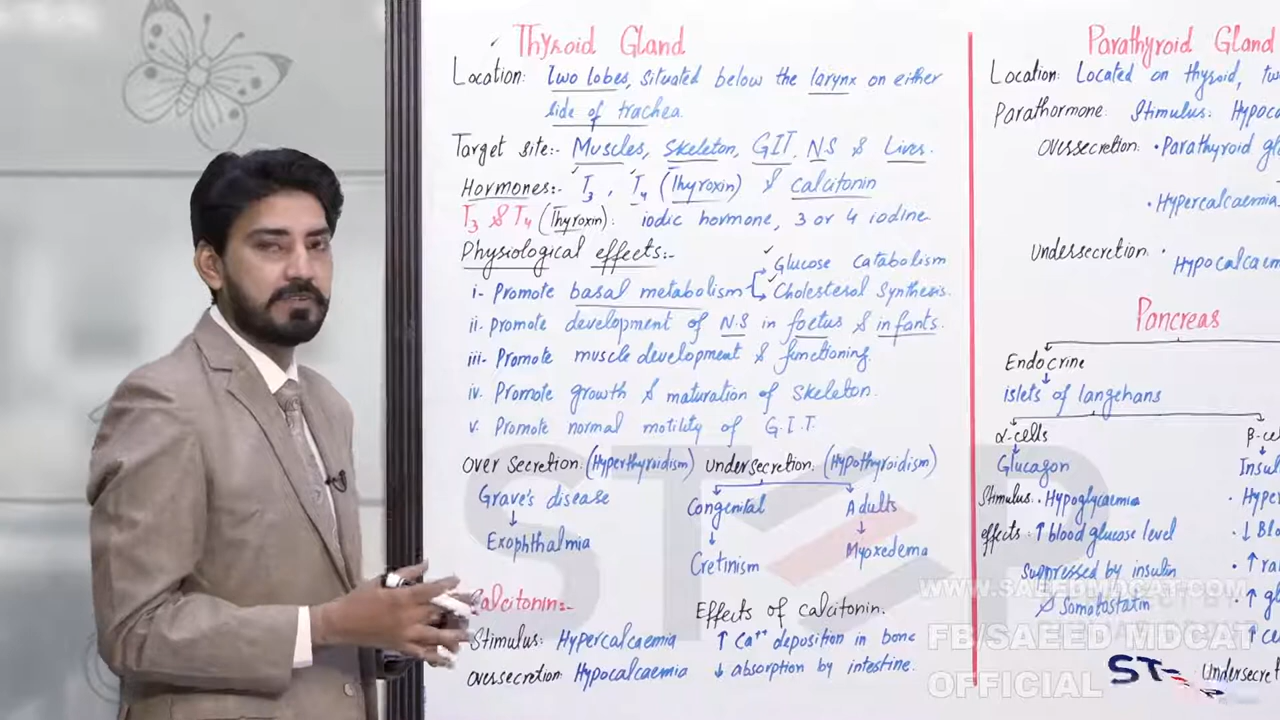 Thyroid Gland
Location: Two lobes, situated below the larynx on either
side of trachea.
Target site:- Muscles, Skeleton, GIT, NS & Liver.
Hormones:- T3, T4 (Thyroxin) & calcitonin
T3 & T4 (Thyroxin): iodic hormone, 3 or 4 iodine.
Physiological effects:-
Glucose catabolism
i- Promote basal metabolism Cholesterol Synthesis.
ii- promote development of N.S in foetus & infants.
iii- Promote muscle development & functioning.
iv- Promote growth & maturation of skeleton.
v. Promote normal motility of G.I.T.
Over secretion. (Hyperthyroidism) Undersecretion. (Hypothyroidism)
Grave's disease Congenital Adults
Exophthalmia Cretinism Myoxedema
Calcitonin:- Effects of calcitonin.
Stimulus: Hypercalcaemia ↑ Ca++ deposition in bone
oversecretion: Hypocalcaemia ↓ absorption by intestine.
Parathyroid Gland
Location: Located on thyroid,
Parathormone: Stimulus:
Oversecretion: • Parathyroid
• Hypercalcaemia
Undersecretion •
Pancreas
Endocrine
islets of langehans
α-cells
Glucagon
Stimulus • Hypoglycaemia
effects: ↑ blood glucose level
suppressed by insulin
& Somotostatin
WWW.SAEEDMDCAT.COM
FB/SAEED MDCAT
OFFICIAL
ST